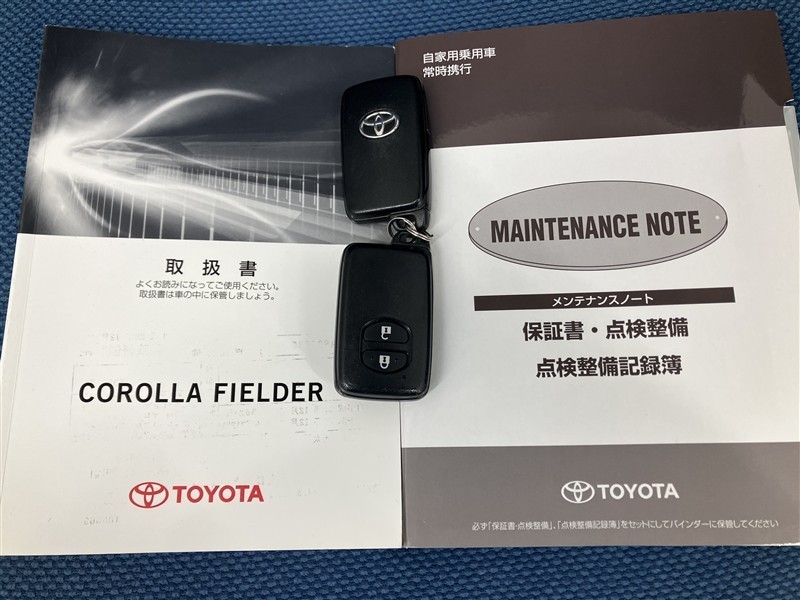 取扱書
よくお読みになってご使用ください。
取扱書は車の中に保管しましょう。
COROLLA FIELDER
TOYOTA
自家用乗用車
常時携行
MAINTENANCE NOTE
メンテナンスノート
保証書・点検整備
点検整備記録簿
TOYOTA
必ず「保証書・点検整備」、「点検整備記録簿」をセットにしてバインダーに保管してください